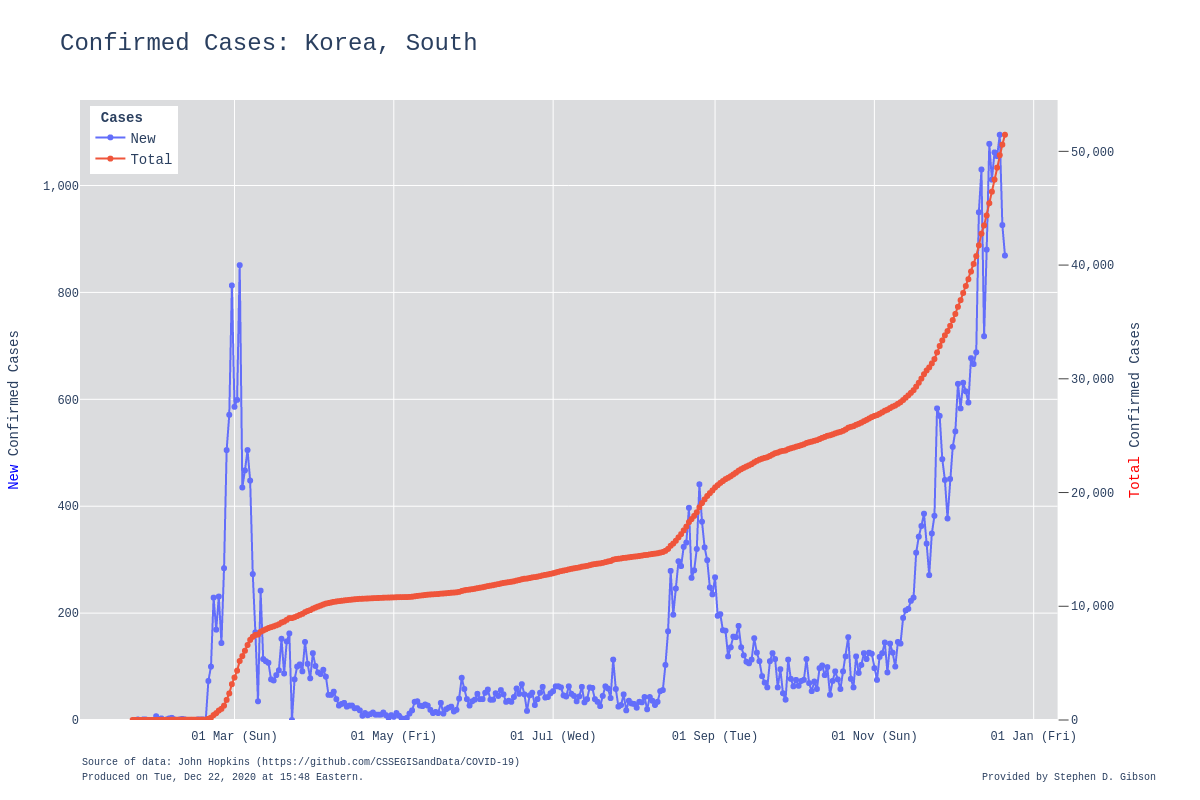 Confirmed Cases: Korea, South
Cases
New
Total
1,000
800
600
400
200
0
50,000
40,000
30,000
20,000
10,000
0
New Confirmed Cases
Total Confirmed Cases
01 Mar (Sun)
01 May (Fri)
01 Jul (Wed)
01 Sep (Tue)
01 Nov (Sun)
01 Jan (Fri)
Source of data: John Hopkins (https://github.com/CSSEGISandData/COVID-19)
Produced on Tue, Dec 22, 2020 at 15:48 Eastern.
Provided by Stephen D. Gibson